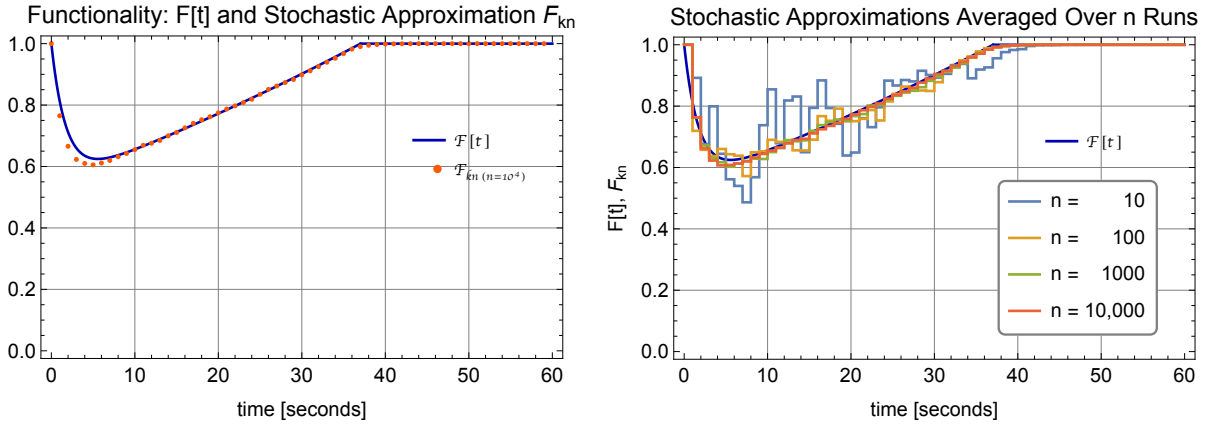 Functionality: F[t] and Stochastic Approximation F_kn
1.0
0.8
0.6
0.4
0.2
0.0
0 10 20 30 40 50 60
time [seconds]
ℱ[t]
ℱ_kn (n=10^4)
Stochastic Approximations Averaged Over n Runs
F[t], F_kn
1.0
0.8
0.6
0.4
0.2
0.0
0 10 20 30 40 50 60
time [seconds]
ℱ[t]
n = 10
n = 100
n = 1000
n = 10,000